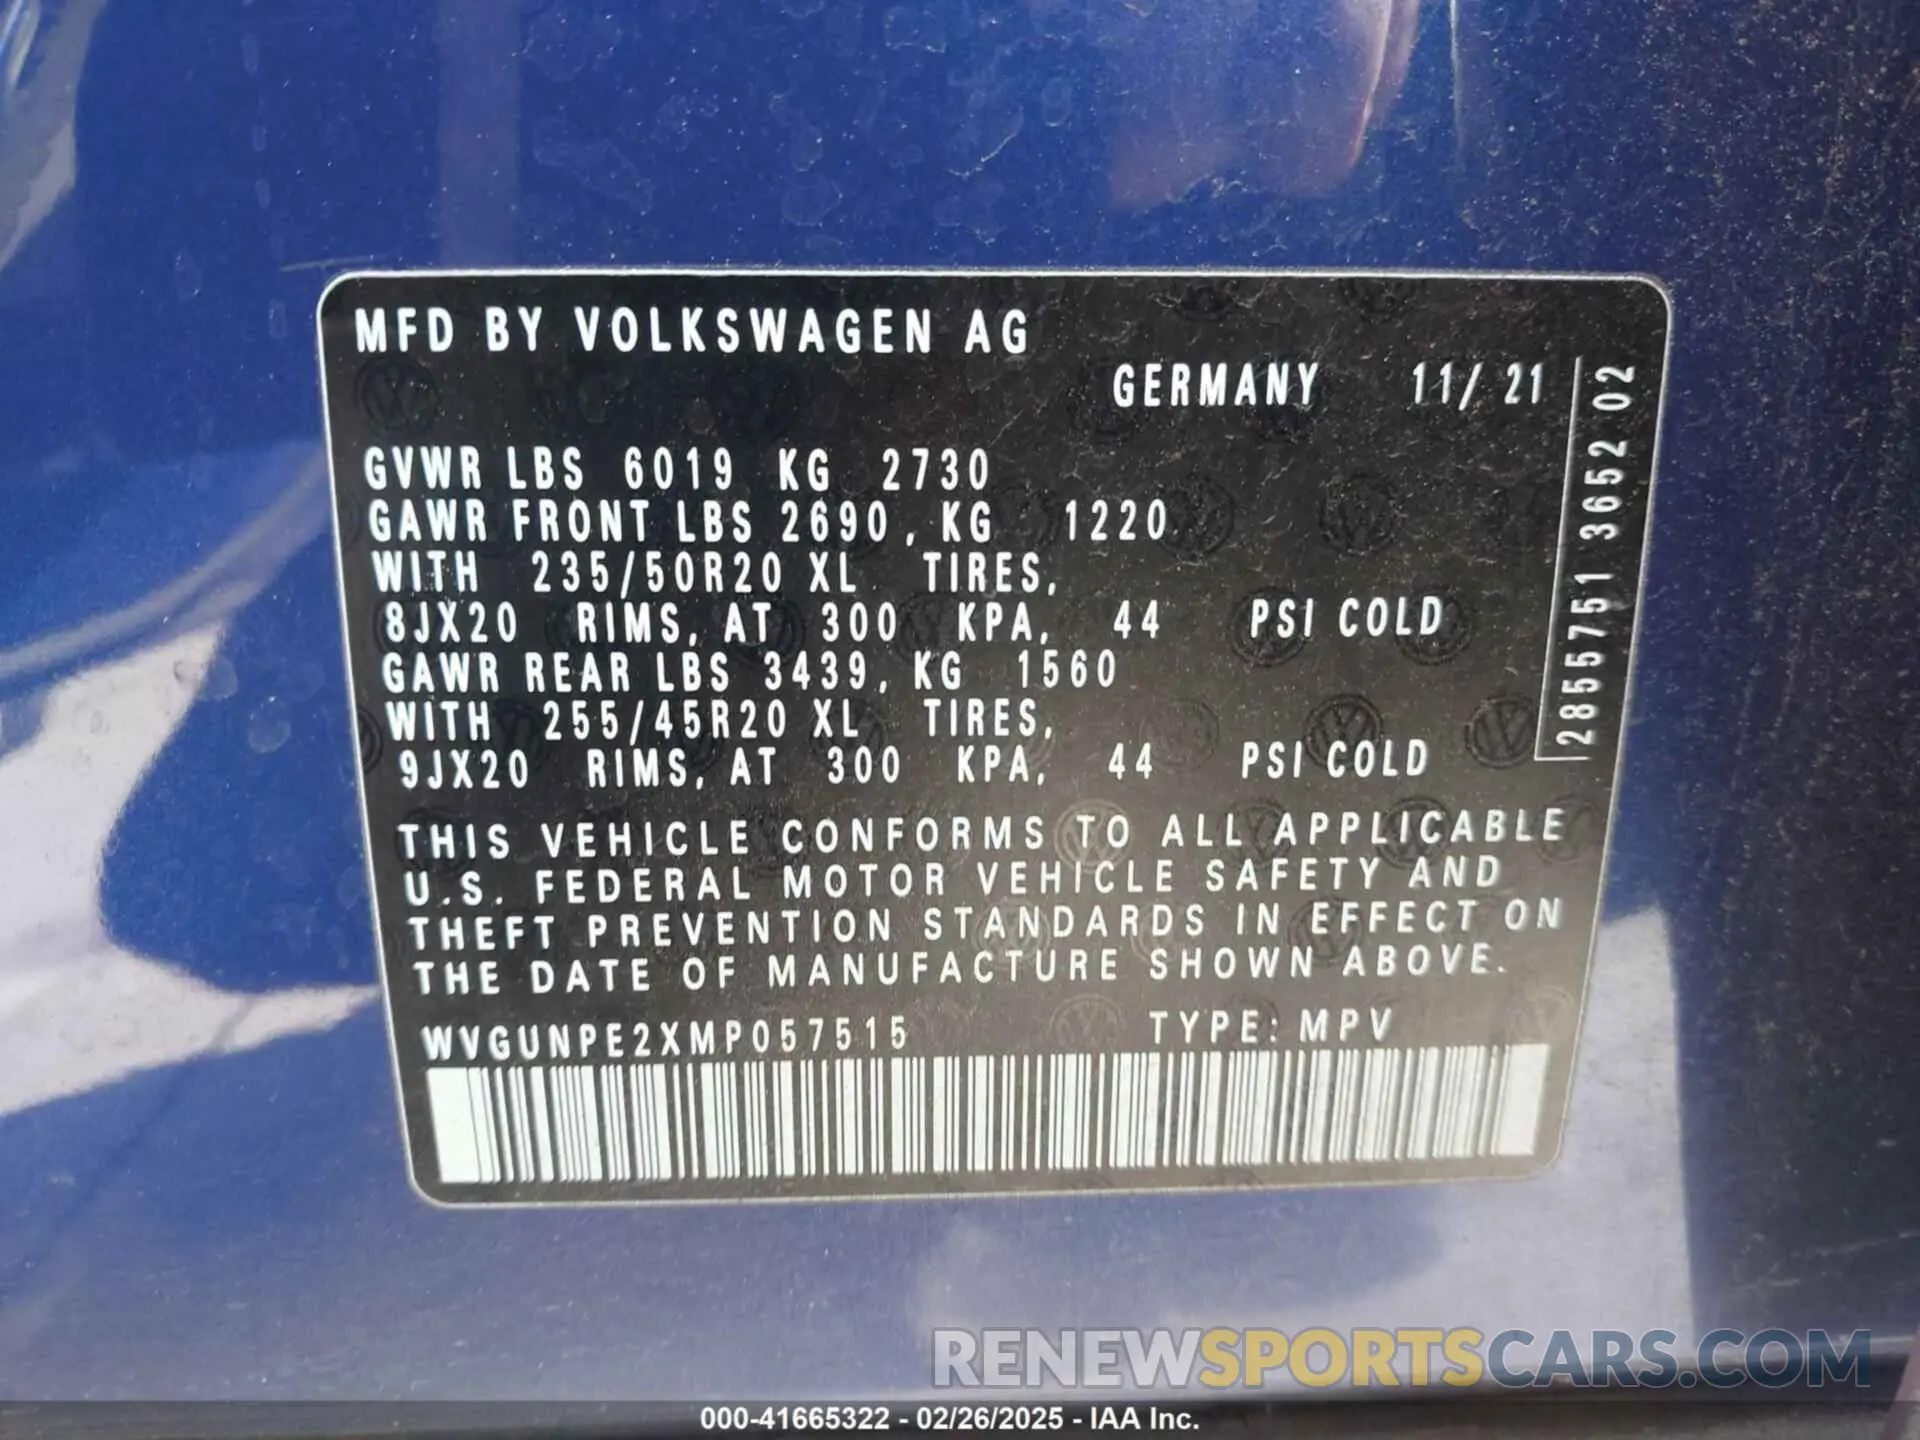 MFD BY VOLKSWAGEN AG
GERMANY 11/ 21
GVWR LBS 6019 KG 2730
GAWR FRONT LBS 2690, KG 1220
WITH 235/50R20 XL TIRES,
8JX20 RIMS, AT 300 KPA, 44 PSI COLD
GAWR REAR LBS 3439, KG 1560
WITH 255/45R20 XL TIRES,
9JX20 RIMS, AT 300 KPA, 44 PSI COLD
2855751 3652 02
THIS VEHICLE CONFORMS TO ALL APPLICABLE
U.S. FEDERAL MOTOR VEHICLE SAFETY AND
THEFT PREVENTION STANDARDS IN EFFECT ON
THE DATE OF MANUFACTURE SHOWN ABOVE.
WVGUNPE2XMP057515 TYPE: MPV
RENEWSPORTSCARS.COM
000-41665322 - 02/26/2025 - IAA Inc.